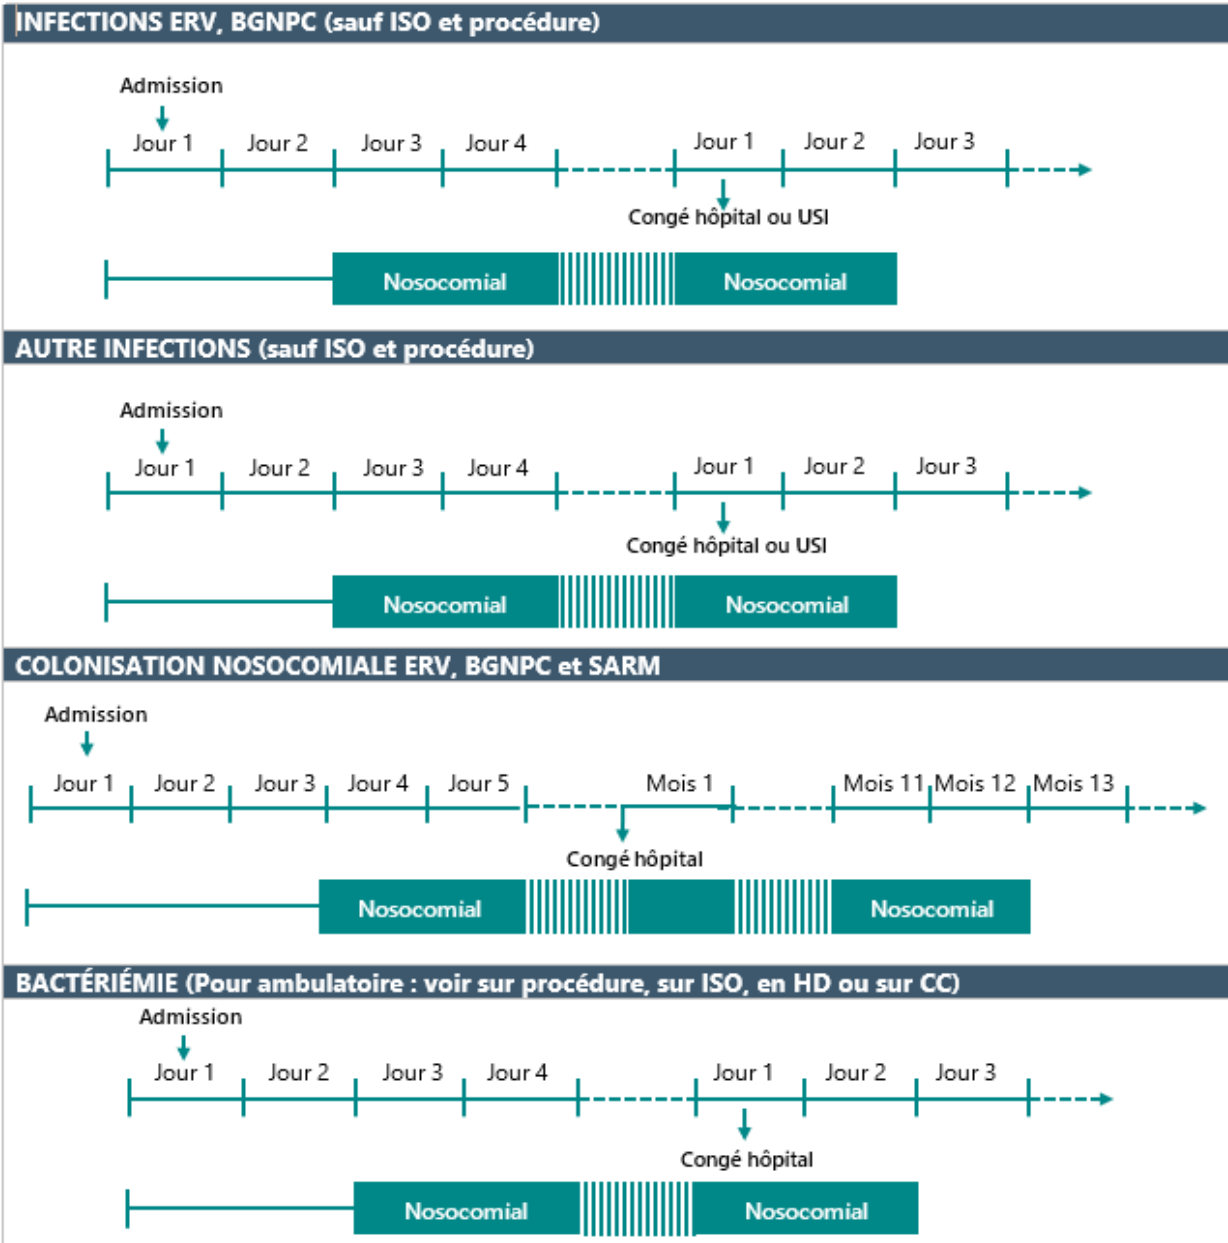 INFECTIONS ERV, BGNPC (sauf ISO et procédure)
Admission
Jour 1 Jour 2 Jour 3 Jour 4 Jour 1 Jour 2 Jour 3
Congé hôpital ou USI
Nosocomial Nosocomial
AUTRE INFECTIONS (sauf ISO et procédure)
Admission
Jour 1 Jour 2 Jour 3 Jour 4 Jour 1 Jour 2 Jour 3
Congé hôpital ou USI
Nosocomial Nosocomial
COLONISATION NOSOCOMIALE ERV, BGNPC et SARM
Admission
Jour 1 Jour 2 Jour 3 Jour 4 Jour 5 Mois 1 Mois 11 Mois 12 Mois 13
Congé hôpital
Nosocomial Nosocomial
BACTÉRIÉMIE (Pour ambulatoire : voir sur procédure, sur ISO, en HD ou sur CC)
Admission
Jour 1 Jour 2 Jour 3 Jour 4 Jour 1 Jour 2 Jour 3
Congé hôpital
Nosocomial Nosocomial